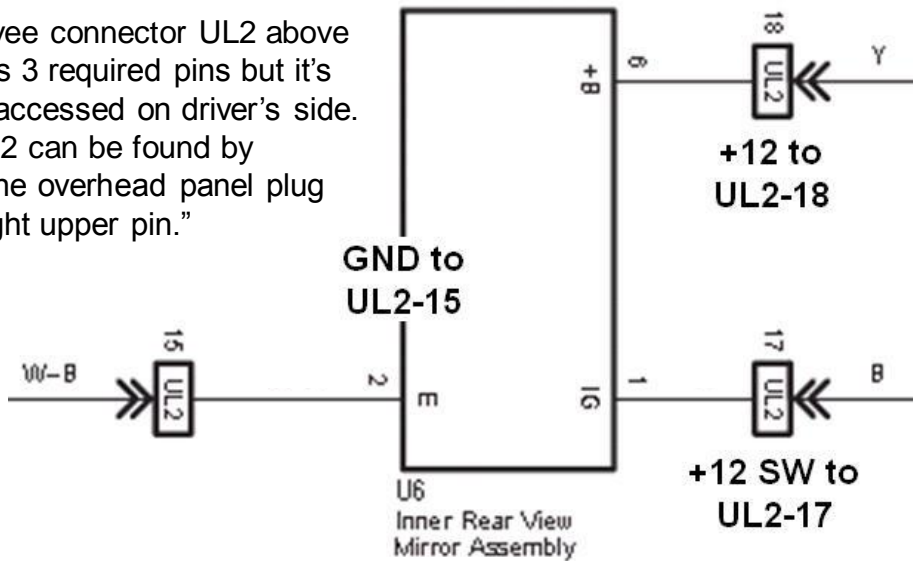 yee connector UL2 above
s 3 required pins but it's
accessed on driver's side.
2 can be found by
he overhead panel plug
ght upper pin.”
18
UL2
Y
6
+B
+12 to
UL2-18
GND to
UL2-15
W-B
15
UL2
2
E
IG
1
17
UL2
B
+12 SW to
UL2-17
U6
Inner Rear View
Mirror Assembly